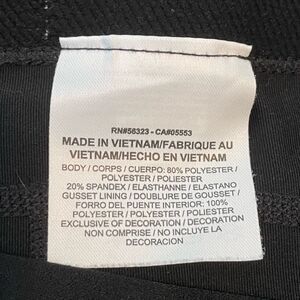 RN#56323 - CA#05553
MADE IN VIETNAM/FABRIQUE AU
VIETNAM/HECHO EN VIETNAM
BODY / CORPS / CUERPO: 80% POLYESTER /
POLYESTER / POLIESTER
20% SPANDEX / ELASTHANNE / ELASTANO
GUSSET LINING / DOUBLURE DE GOUSSET /
FORRO DEL PUENTE INTERIOR: 100%
POLYESTER / POLYESTER / POLIESTER
EXCLUSIVE OF DECORATION / DECORATION
NON COMPRISE / NO INCLUYE LA
DECORACION